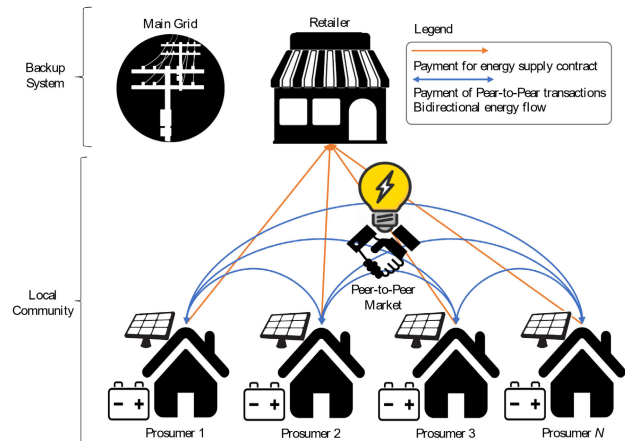 Main Grid
Retailer
Legend
Payment for energy supply contract
Payment of Pear-to-Pear transactions
Bidirectional energy flow
Backup
System
Peer-to-Peer
Market
Local
Community
Prosumer 1
Prosumer 2
Prosumer 3
Prosumer N